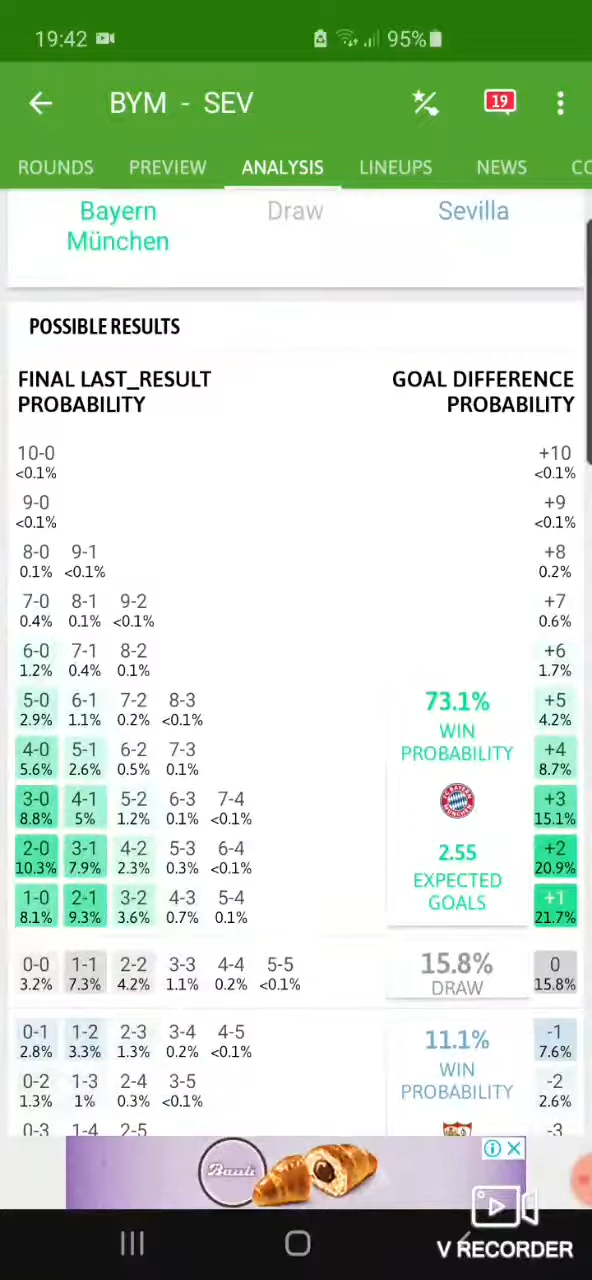 19:42 95%
BYM - SEV 19
ROUNDS PREVIEW ANALYSIS LINEUPS NEWS CO
Bayern Draw Sevilla
München
POSSIBLE RESULTS
FINAL LAST_RESULT GOAL DIFFERENCE
PROBABILITY PROBABILITY
10-0 +10
<0.1% <0.1%
9-0 +9
<0.1% <0.1%
8-0 9-1 +8
0.1% <0.1% 0.2%
7-0 8-1 9-2 +7
0.4% 0.1% <0.1% 0.6%
6-0 7-1 8-2 +6
1.2% 0.4% 0.1% 1.7%
5-0 6-1 7-2 8-3 73.1% +5
2.9% 1.1% 0.2% <0.1% WIN 4.2%
4-0 5-1 6-2 7-3 PROBABILITY +4
5.6% 2.6% 0.5% 0.1% 8.7%
3-0 4-1 5-2 6-3 7-4 FC BAYERN MÜNCHEN +3
8.8% 5% 1.2% 0.1% <0.1% 15.1%
2-0 3-1 4-2 5-3 6-4 2.55 +2
10.3% 7.9% 2.3% 0.3% <0.1% EXPECTED 20.9%
1-0 2-1 3-2 4-3 5-4 GOALS +1
8.1% 9.3% 3.6% 0.7% 0.1% 21.7%
0-0 1-1 2-2 3-3 4-4 5-5 15.8% 0
3.2% 7.3% 4.2% 1.1% 0.2% <0.1% DRAW 15.8%
0-1 1-2 2-3 3-4 4-5 11.1% -1
2.8% 3.3% 1.3% 0.2% <0.1% WIN 7.6%
0-2 1-3 2-4 3-5 PROBABILITY -2
1.3% 1% 0.3% <0.1% 2.6%
0-3 1-4 2-5 -3
V RECORDER